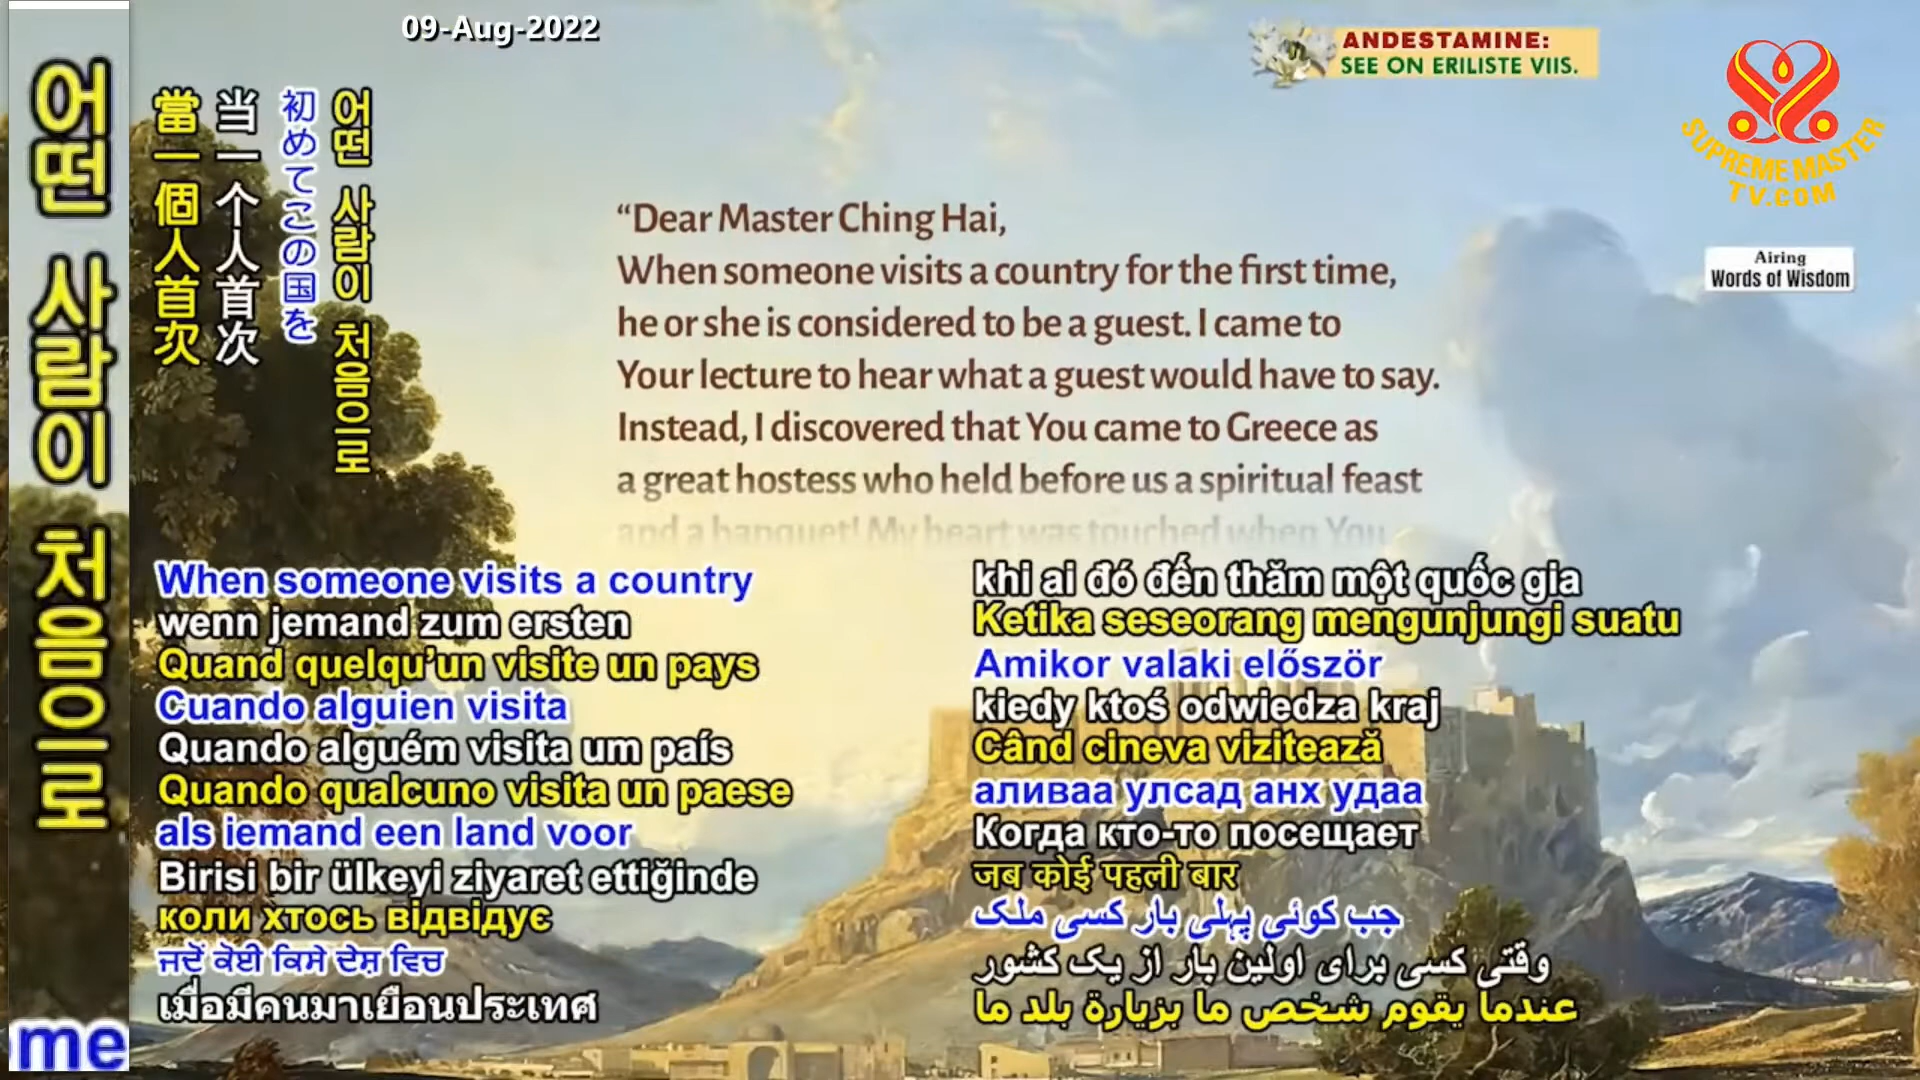 09-Aug-2022
ANDESTAMINE:
SEE ON ERILISTE VIIS.
SUPREME MASTER
TV.COM
Airing
Words of Wisdom
어떤 사람이 처음으로
me
當一個人首次
当一个人首次
初めてこの国を
어떤 사람이 처음으로
“Dear Master Ching Hai,
When someone visits a country for the first time,
he or she is considered to be a guest. I came to
Your lecture to hear what a guest would have to say.
Instead, I discovered that You came to Greece as
a great hostess who held before us a spiritual feast
and a banquet! My heart was touched when You
When someone visits a country
wenn jemand zum ersten
Quand quelqu’un visite un pays
Cuando alguien visita
Quando alguém visita um país
Quando qualcuno visita un paese
als iemand een land voor
Birisi bir ülkeyi ziyaret ettiğinde
коли хтось відвідує
ਜਦੋਂ ਕੋਈ ਕਿਸੇ ਦੇਸ਼ ਵਿਚ
เมื่อมีคนมาเยือนประเทศ
khi ai đó đến thăm một quốc gia
Ketika seseorang mengunjungi suatu
Amikor valaki először
kiedy ktoś odwiedza kraj
Când cineva vizitează
аливаа улсад анх удаа
Когда кто-то посещает
जब कोई पहली बार
جب کوئی پہلی بار کسی ملک
وقتی کسی برای اولین بار از یک کشور
عندما يقوم شخص ما بزيارة بلد ما